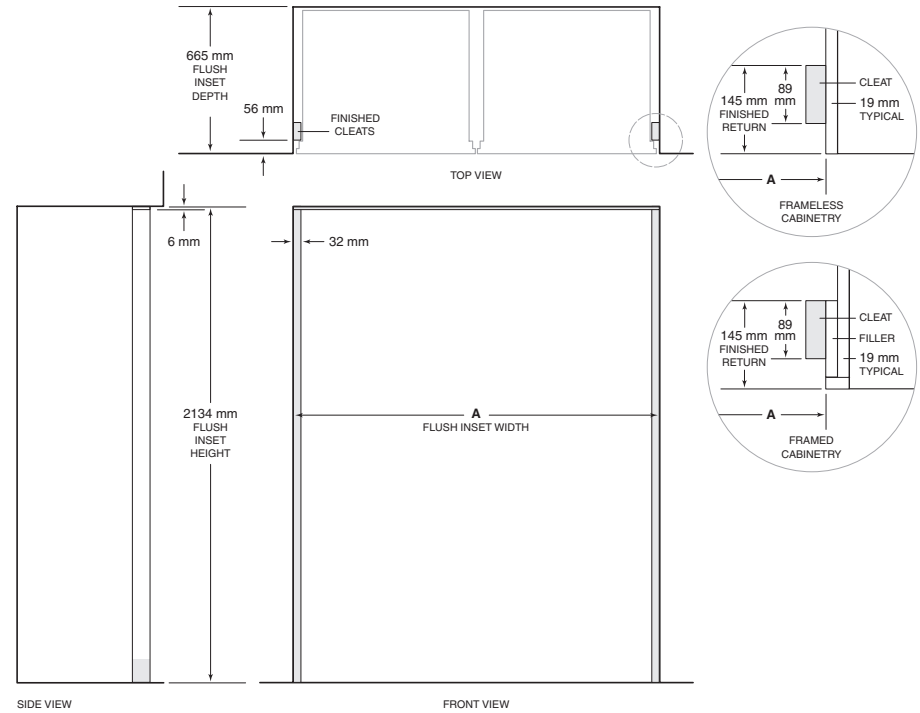 665 mm
FLUSH
INSET
DEPTH
56 mm
FINISHED
CLEATS
TOP VIEW
145 mm
FINISHED
RETURN
89
mm
CLEAT
19 mm
TYPICAL
A
FRAMELESS
CABINETRY
6 mm
32 mm
2134 mm
FLUSH
INSET
HEIGHT
A
FLUSH INSET WIDTH
145 mm
FINISHED
RETURN
89
mm
CLEAT
FILLER
19 mm
TYPICAL
A
FRAMED
CABINETRY
SIDE VIEW
FRONT VIEW